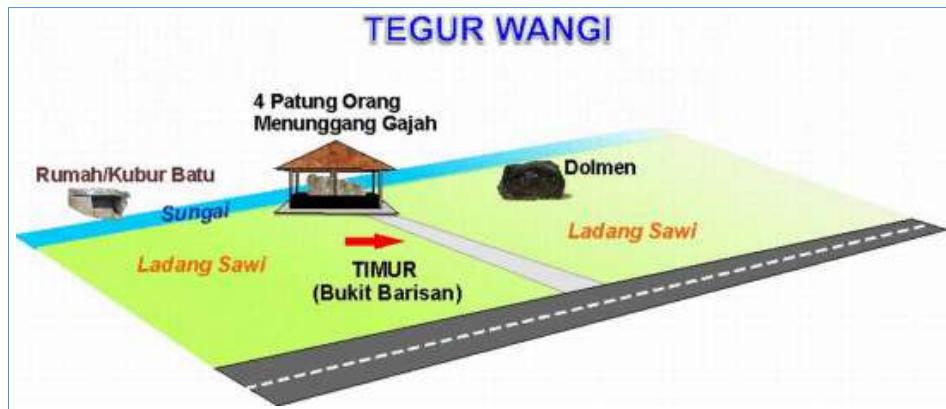 TEGUR WANGI
4 Patung Orang
Menunggang Gajah
Rumah/Kubur Batu
Dolmen
Sungai
Ladang Sawi
Ladang Sawi
TIMUR
(Bukit Barisan)